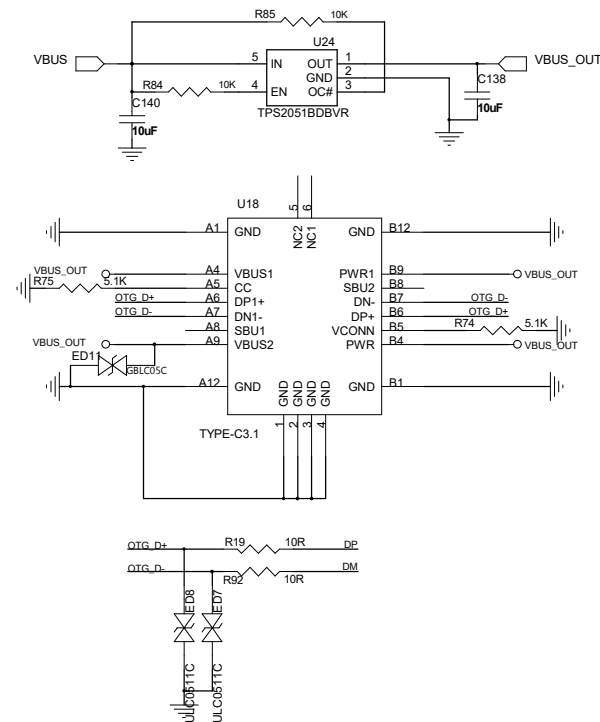 R85 10K
U24
VBUS
5 IN OUT 1
VBUS_OUT
GND 2
R84 10K 4 EN OC# 3
C140
10uF
TPS2051BDBVR
C138
10uF
U18
5 6
NC2 NC1
A1 GND GND B12
VBUS_OUT A4 VBUS1 PWR1 B9 VBUS_OUT
R75 5.1K A5 CC SBU2 B8
OTG_D+ A6 DP1+ DN- B7 OTG_D-
OTG_D- A7 DN1- DP+ B6 OTG_D+
A8 SBU1 VCONN B5 R74 5.1K
VBUS_OUT A9 VBUS2 PWR B4 VBUS_OUT
ED11
GBLC05C
A12 GND GND B1
GND GND GND GND
1 2 3 4
TYPE-C3.1
OTG_D+ R19 10R DP
OTG_D- R92 10R DM
ED8 ED7
ULC0511C ULC0511C